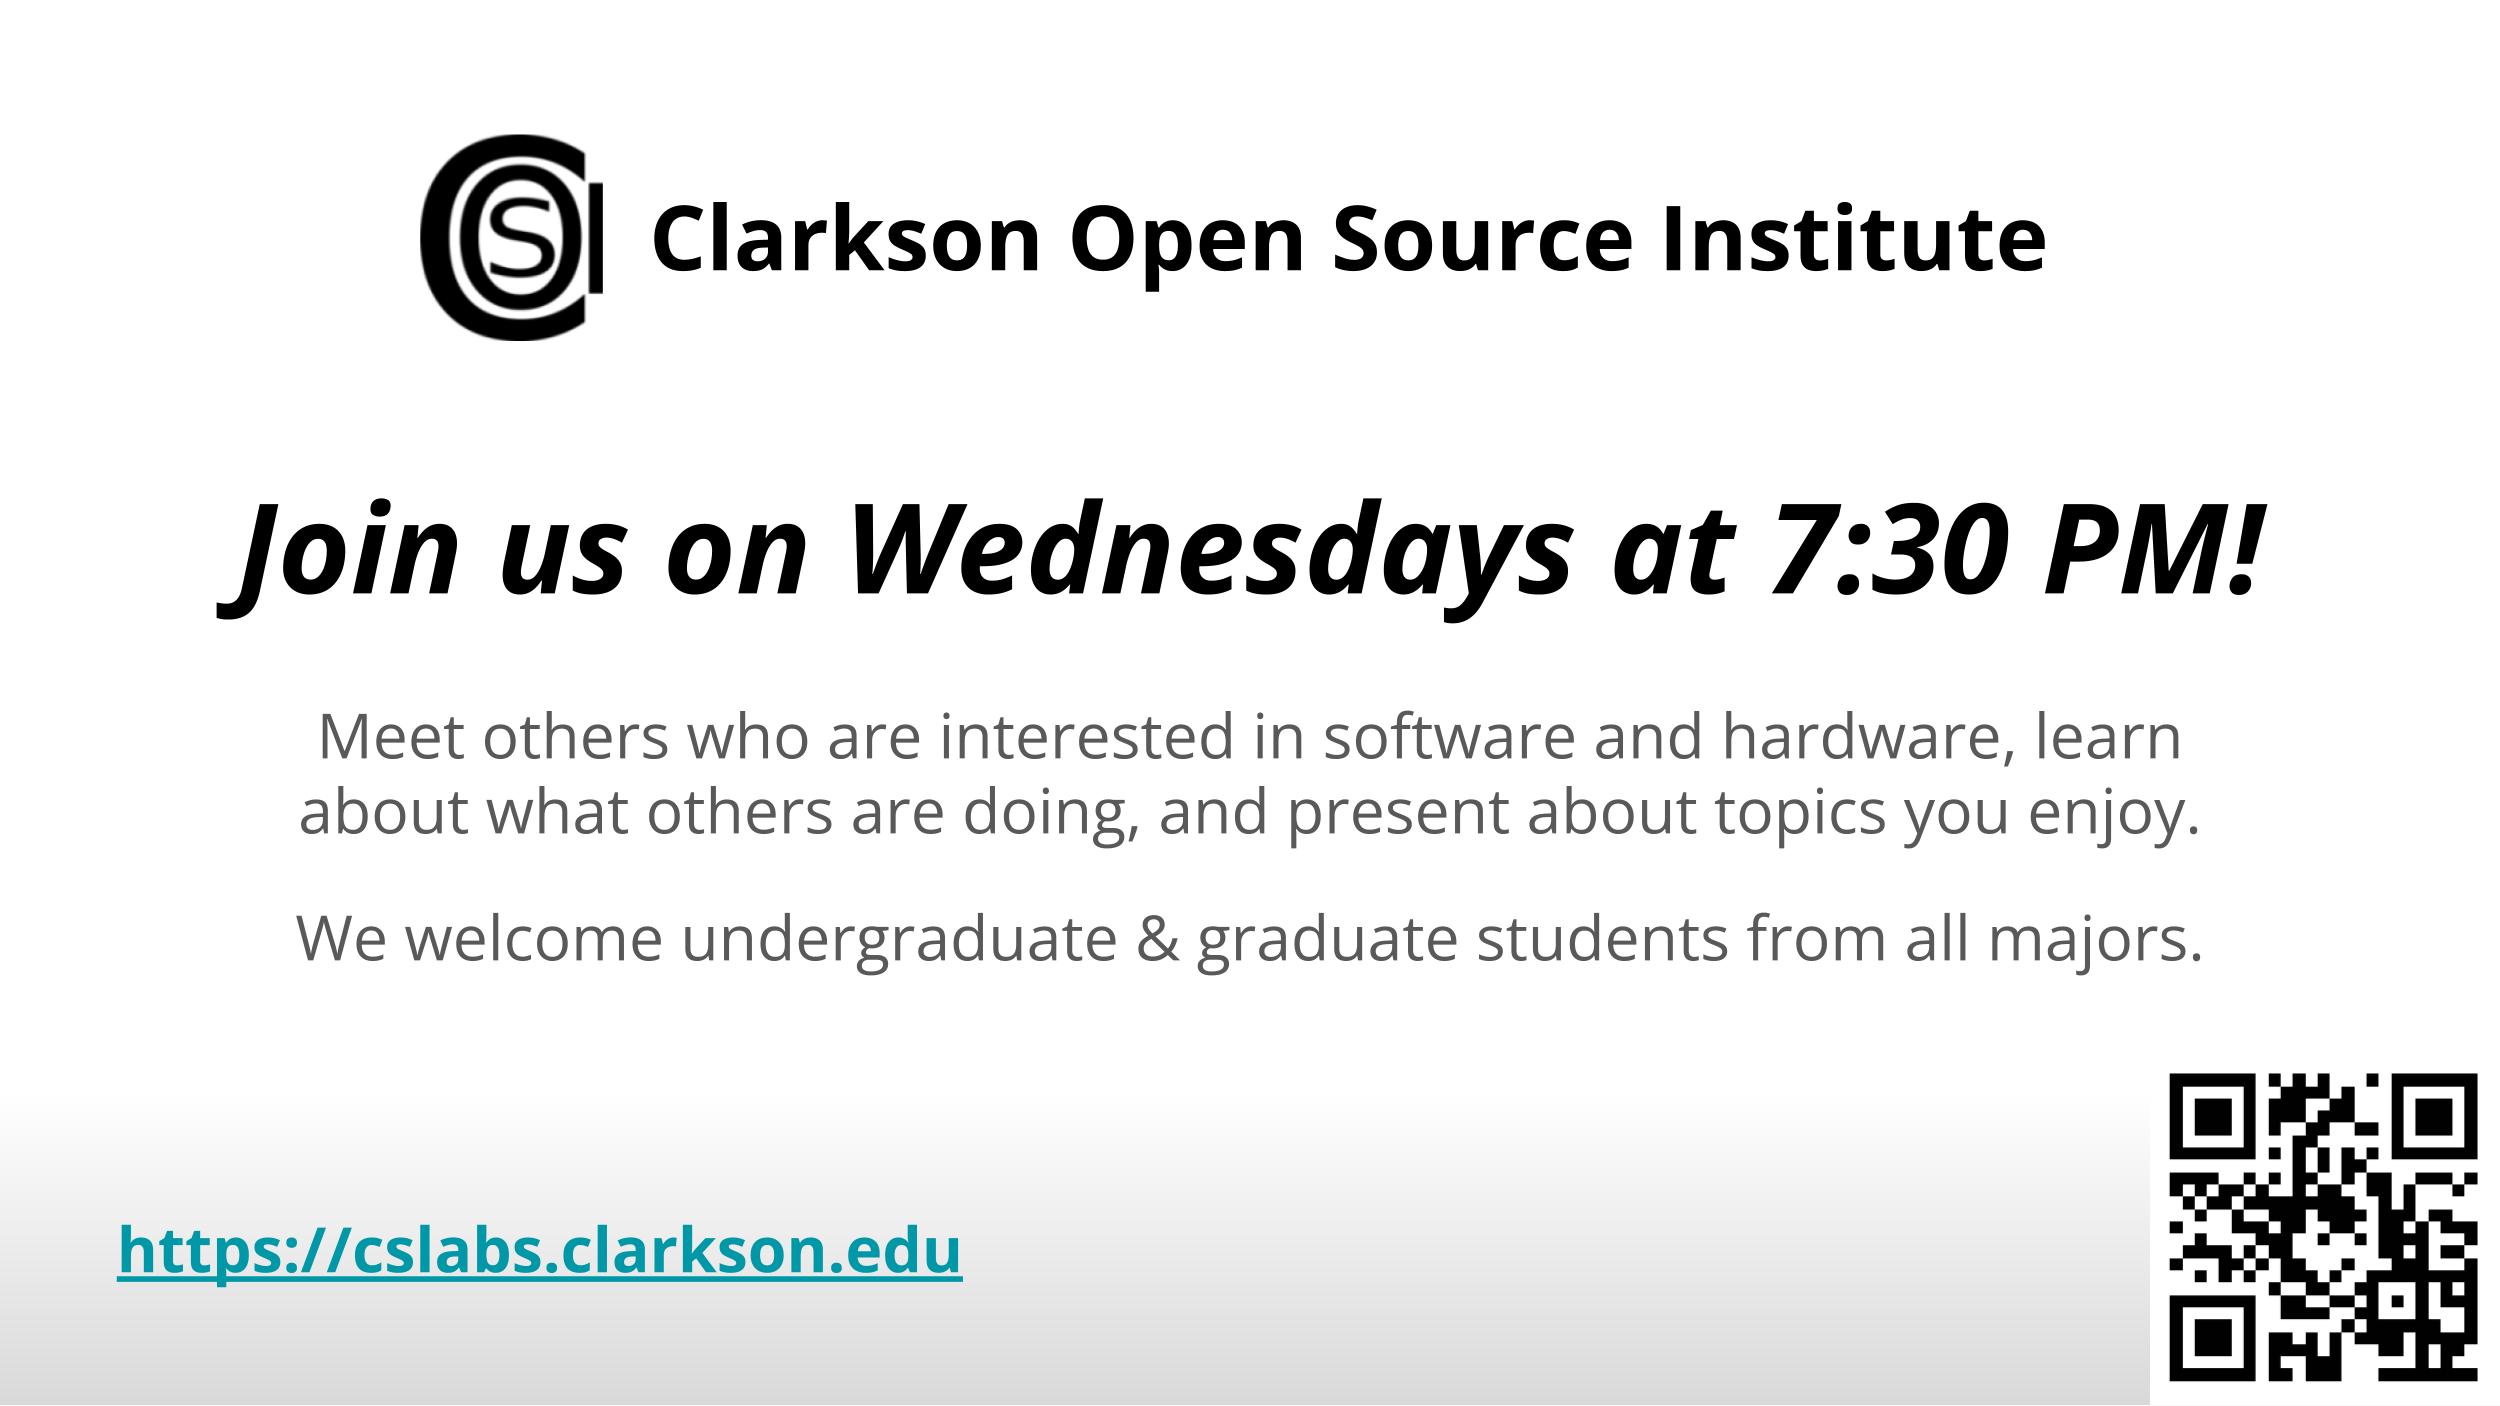 COSI Clarkson Open Source Institute
Join us on Wednesdays at 7:30 PM!
Meet others who are interested in software and hardware, learn
about what others are doing, and present about topics you enjoy.
We welcome undergraduate & graduate students from all majors.
https://cslabs.clarkson.edu